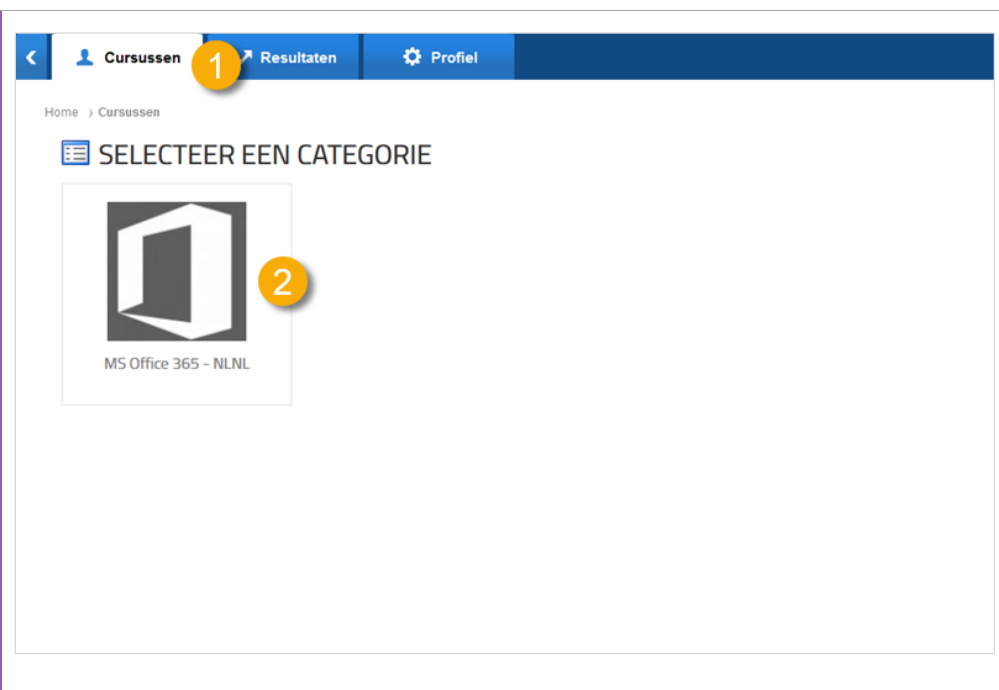 Cursussen
1
Resultaten
Profiel
Home › Cursussen
SELECTEER EEN CATEGORIE
2
MS Office 365 - NLNL